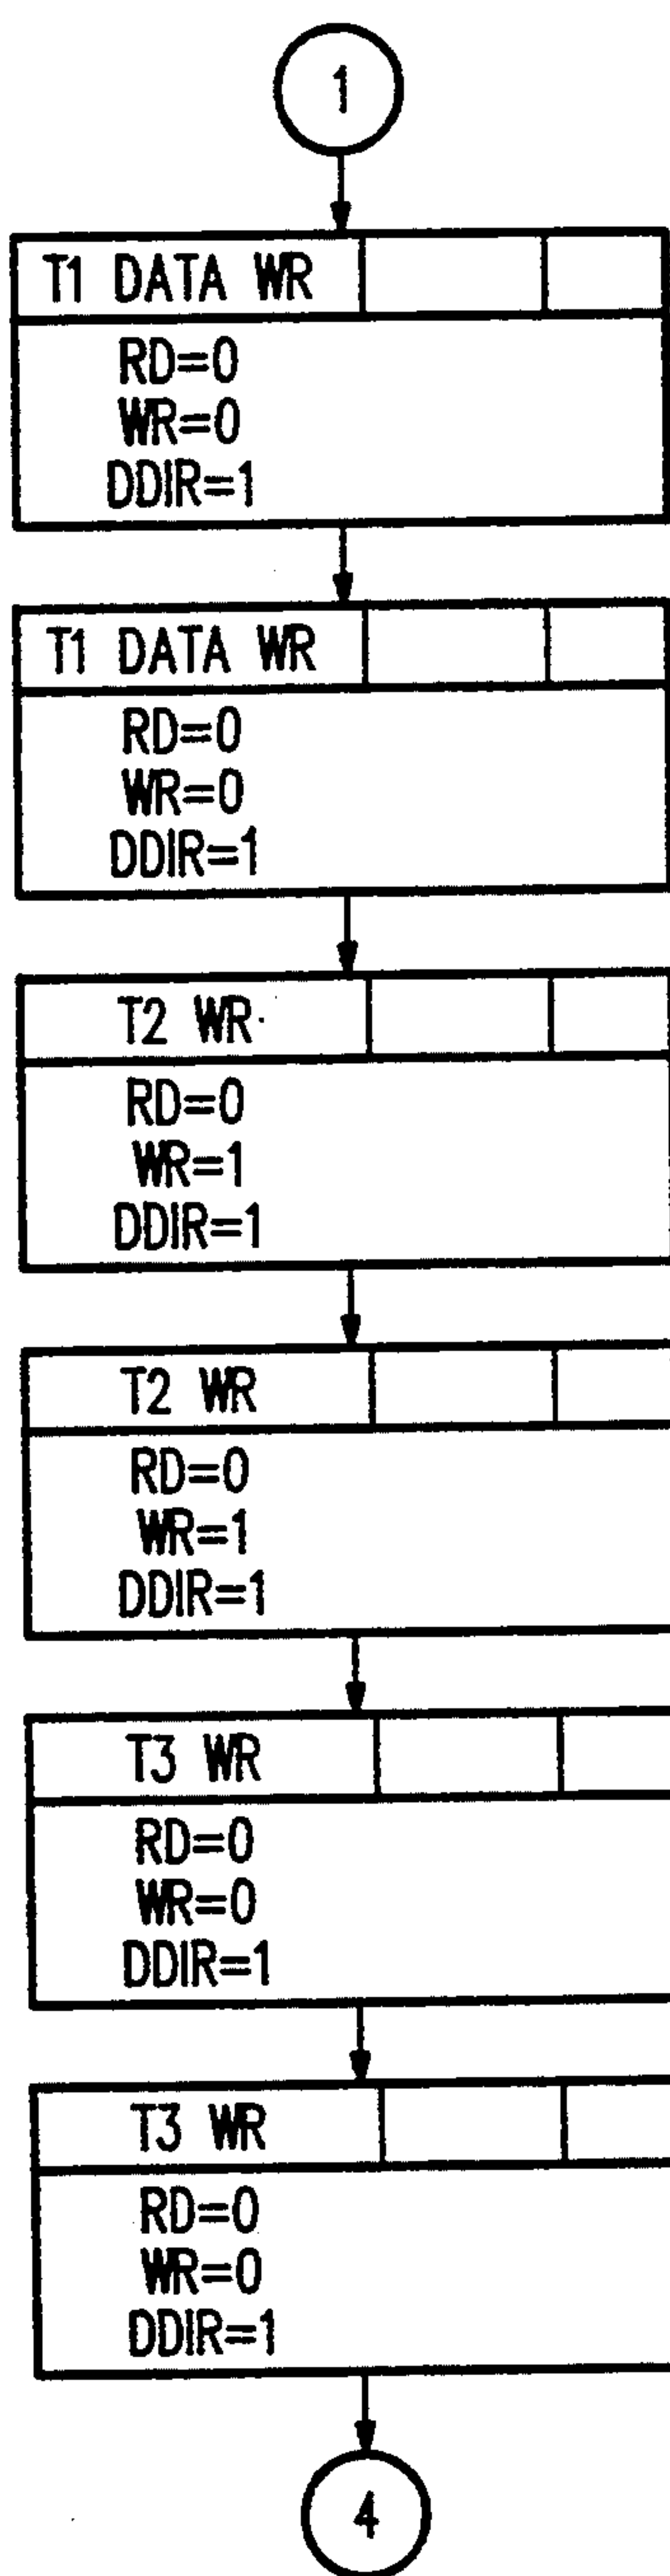 1
T1 DATA WR
RD=0
WR=0
DDIR=1
T1 DATA WR
RD=0
WR=0
DDIR=1
T2 WR
RD=0
WR=1
DDIR=1
T2 WR
RD=0
WR=1
DDIR=1
T3 WR
RD=0
WR=0
DDIR=1
T3 WR
RD=0
WR=0
DDIR=1
4